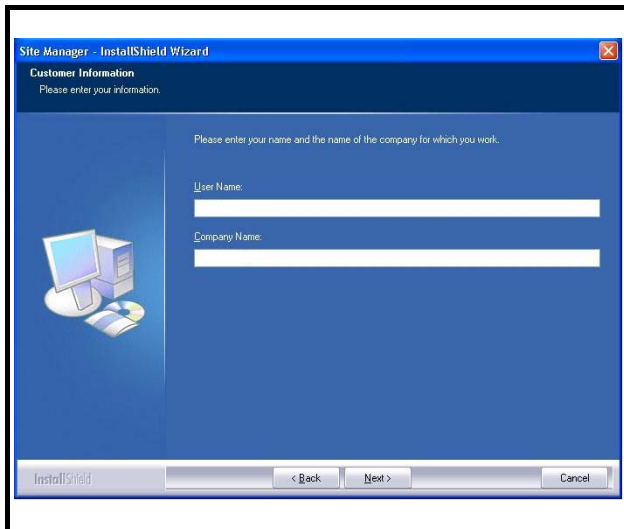 Site Manager - InstallShield Wizard
Customer Information
Please enter your information.
Please enter your name and the name of the company for which you work.
User Name:
Company Name:
InstallShield
< Back
Next >
Cancel